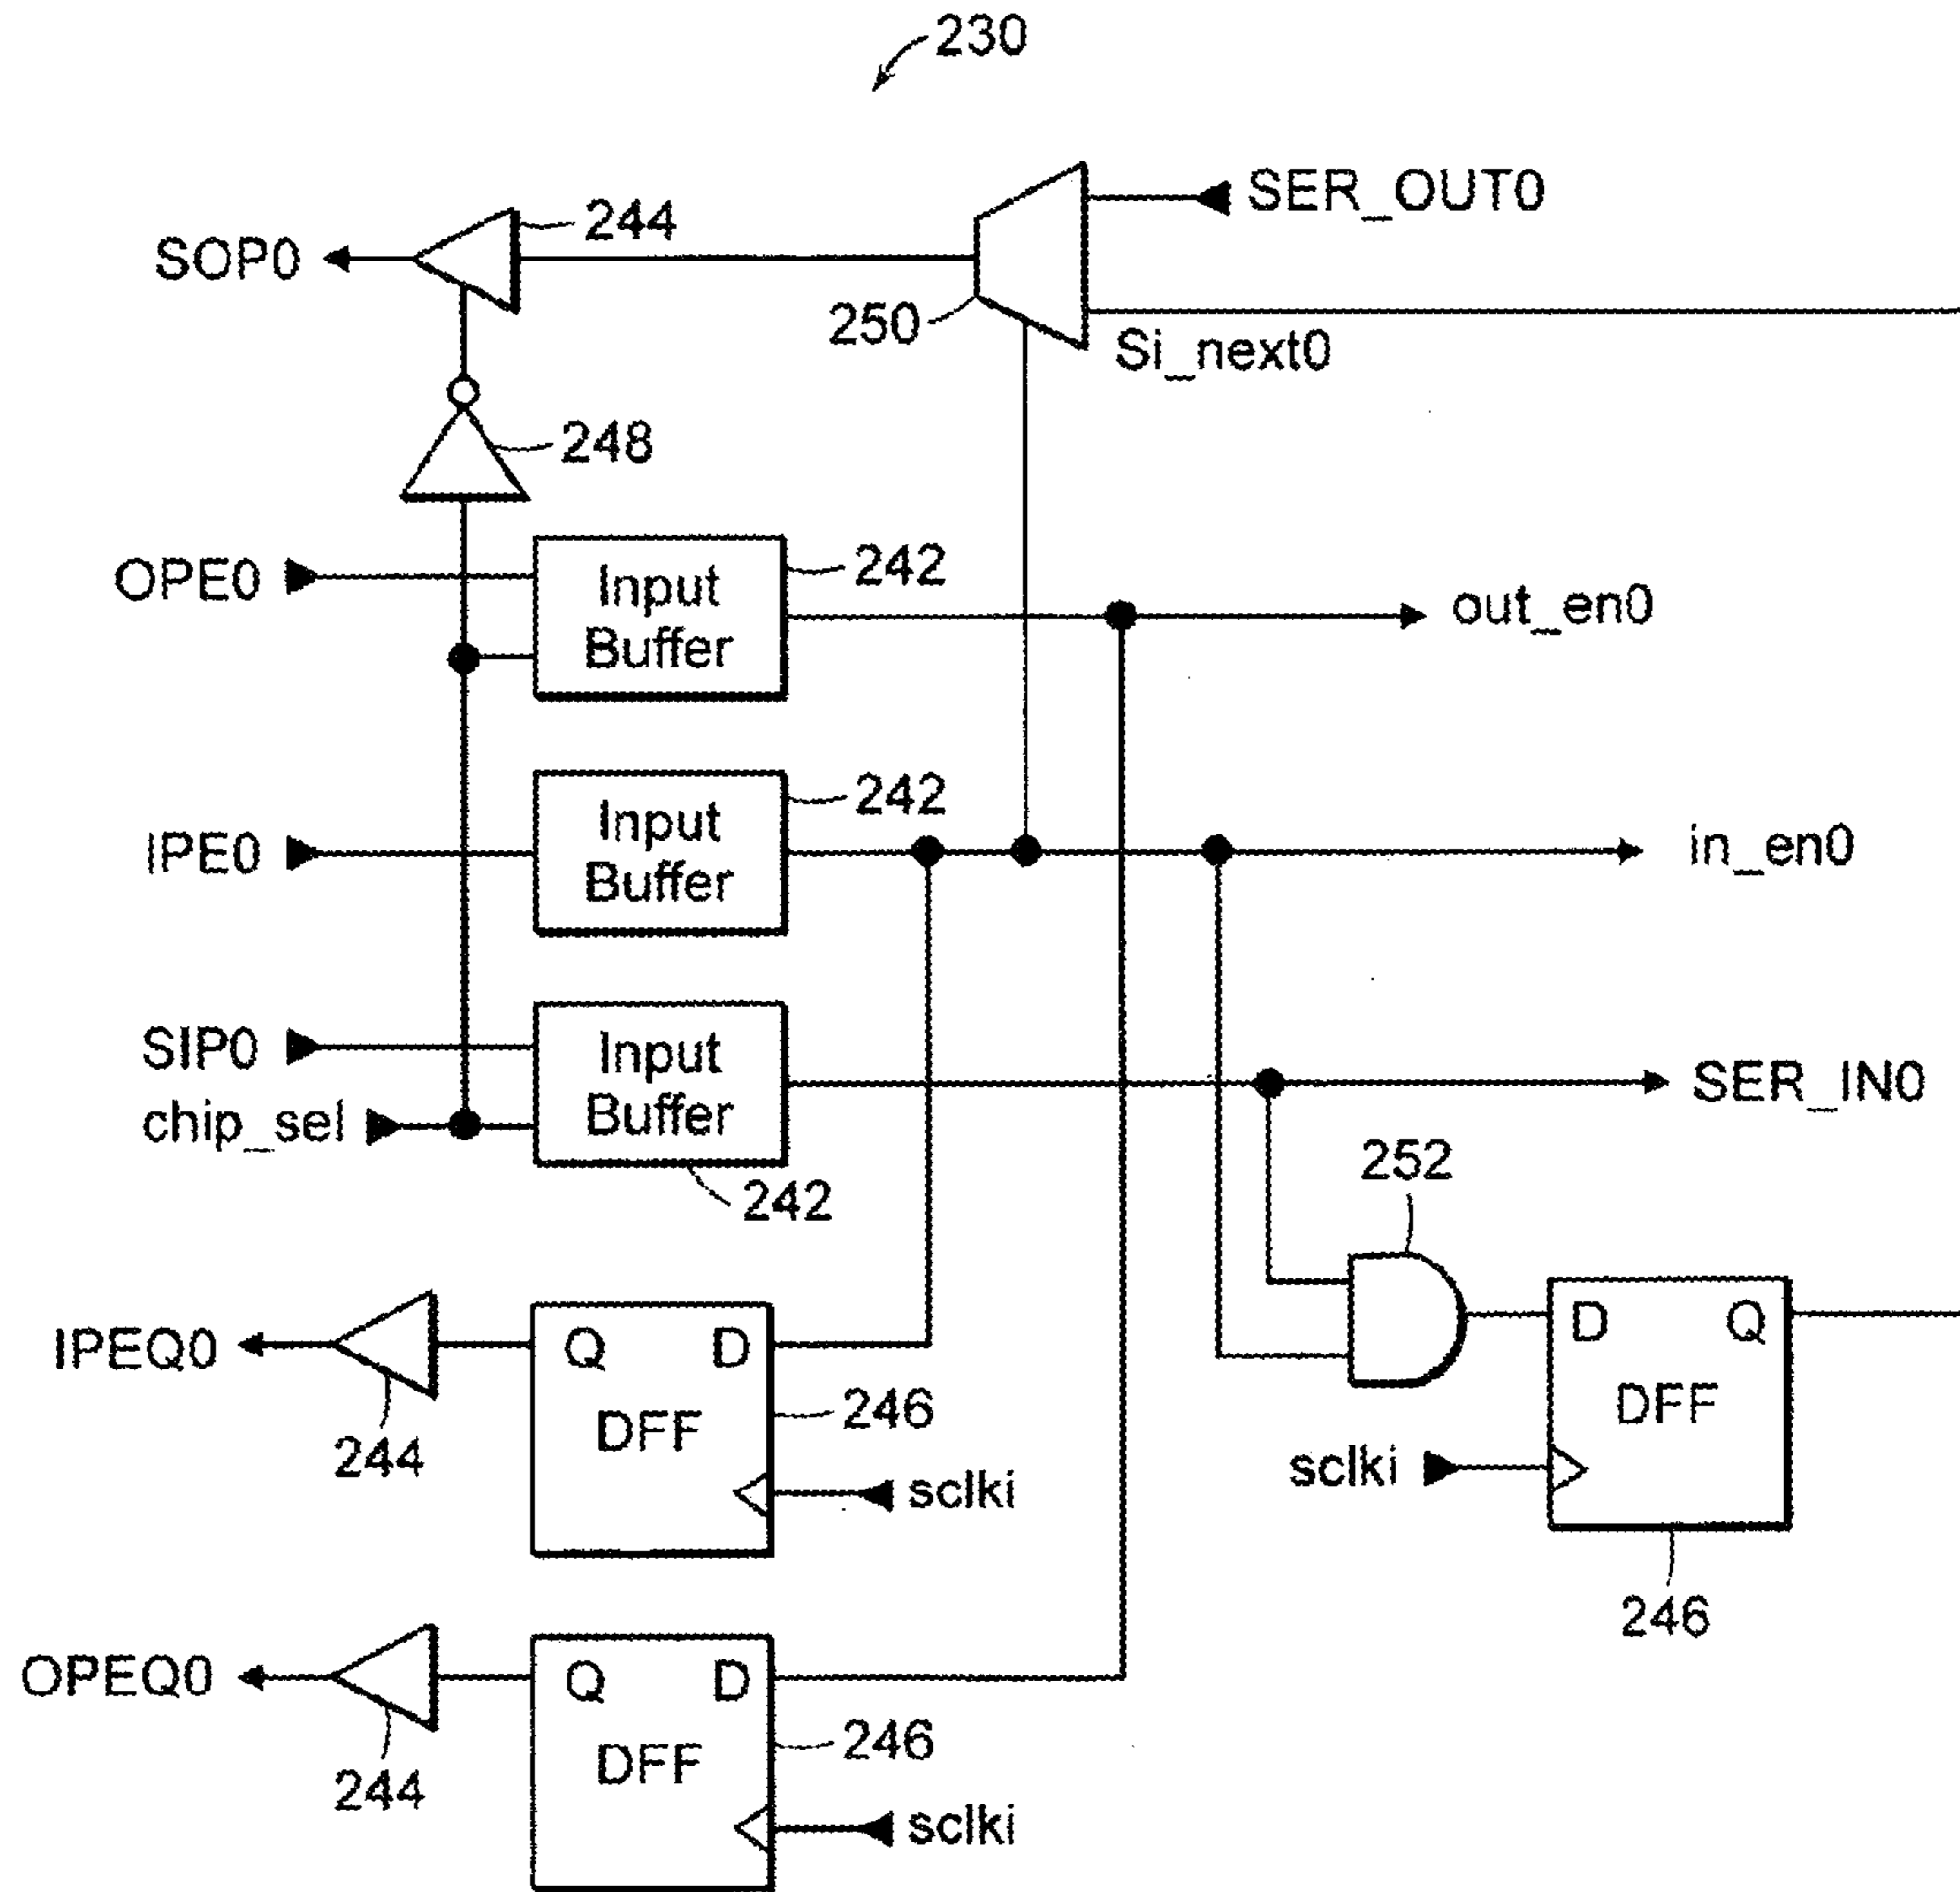 230
SER_OUT0
244
SOP0
250
Si_next0
248
OPE0
Input
Buffer
242
out_en0
IPE0
Input
Buffer
242
in_en0
SIP0
chip_sel
Input
Buffer
242
SER_IN0
252
IPEQ0
244
Q
D
DFF
246
sclki
D
Q
DFF
sclki
246
OPEQ0
244
Q
D
DFF
246
sclki